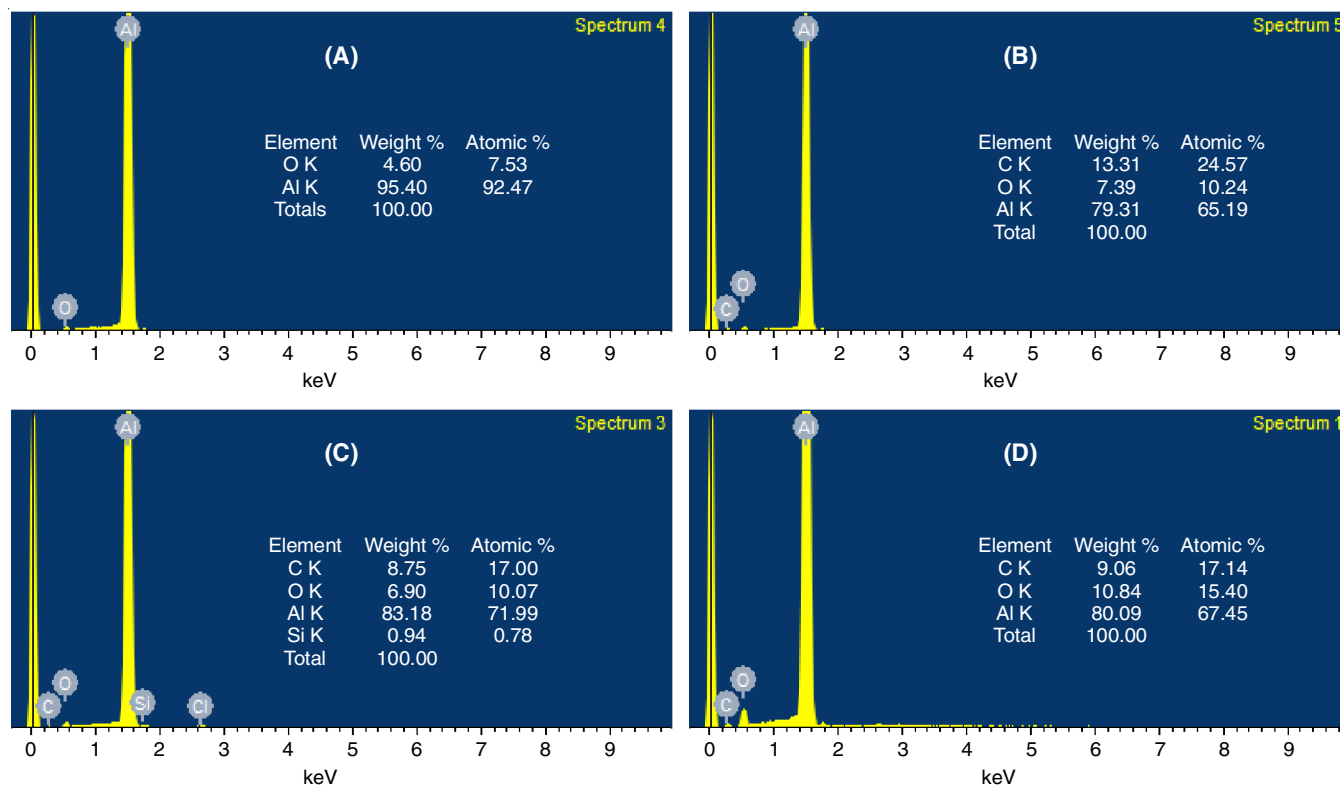 Spectrum 4
Al
(A)
Element Weight % Atomic %
O K 4.60 7.53
Al K 95.40 92.47
Totals 100.00
O
0 1 2 3 4 5 6 7 8 9
keV
Spectrum 5
Al
(B)
Element Weight % Atomic %
C K 13.31 24.57
O K 7.39 10.24
Al K 79.31 65.19
Total 100.00
O
C
0 1 2 3 4 5 6 7 8 9
keV
Spectrum 3
Al
(C)
Element Weight % Atomic %
C K 8.75 17.00
O K 6.90 10.07
Al K 83.18 71.99
Si K 0.94 0.78
Total 100.00
O
C Si Cl
0 1 2 3 4 5 6 7 8 9
keV
Spectrum 1
Al
(D)
Element Weight % Atomic %
C K 9.06 17.14
O K 10.84 15.40
Al K 80.09 67.45
Total 100.00
O
C
0 1 2 3 4 5 6 7 8 9
keV